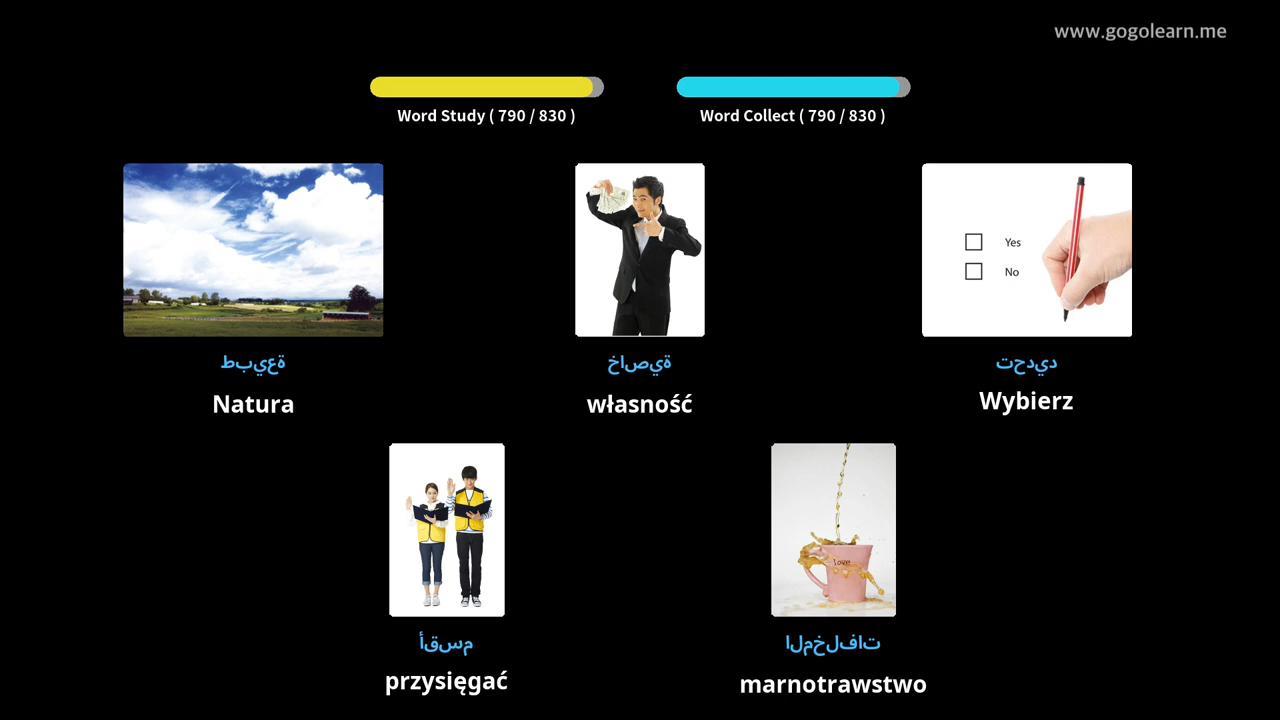 www.gogolearn.me
Word Study ( 790 / 830 )
Word Collect ( 790 / 830 )
طبيعة
خاصية
تحديد
Natura
własność
Wybierz
Yes
No
أقسم
المخلفات
love
przysięgać
marnotrawstwo